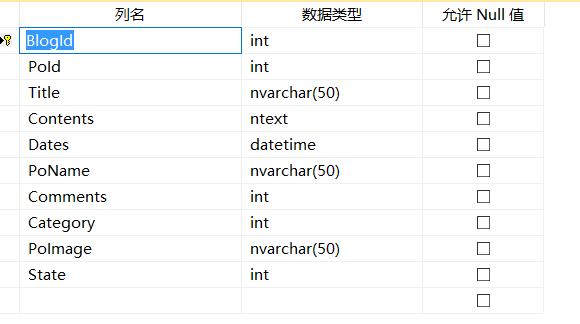 列名 数据类型 允许 Null 值
BlogId int
PoId int
Title nvarchar(50)
Contents ntext
Dates datetime
PoName nvarchar(50)
Comments int
Category int
PoImage nvarchar(50)
State int